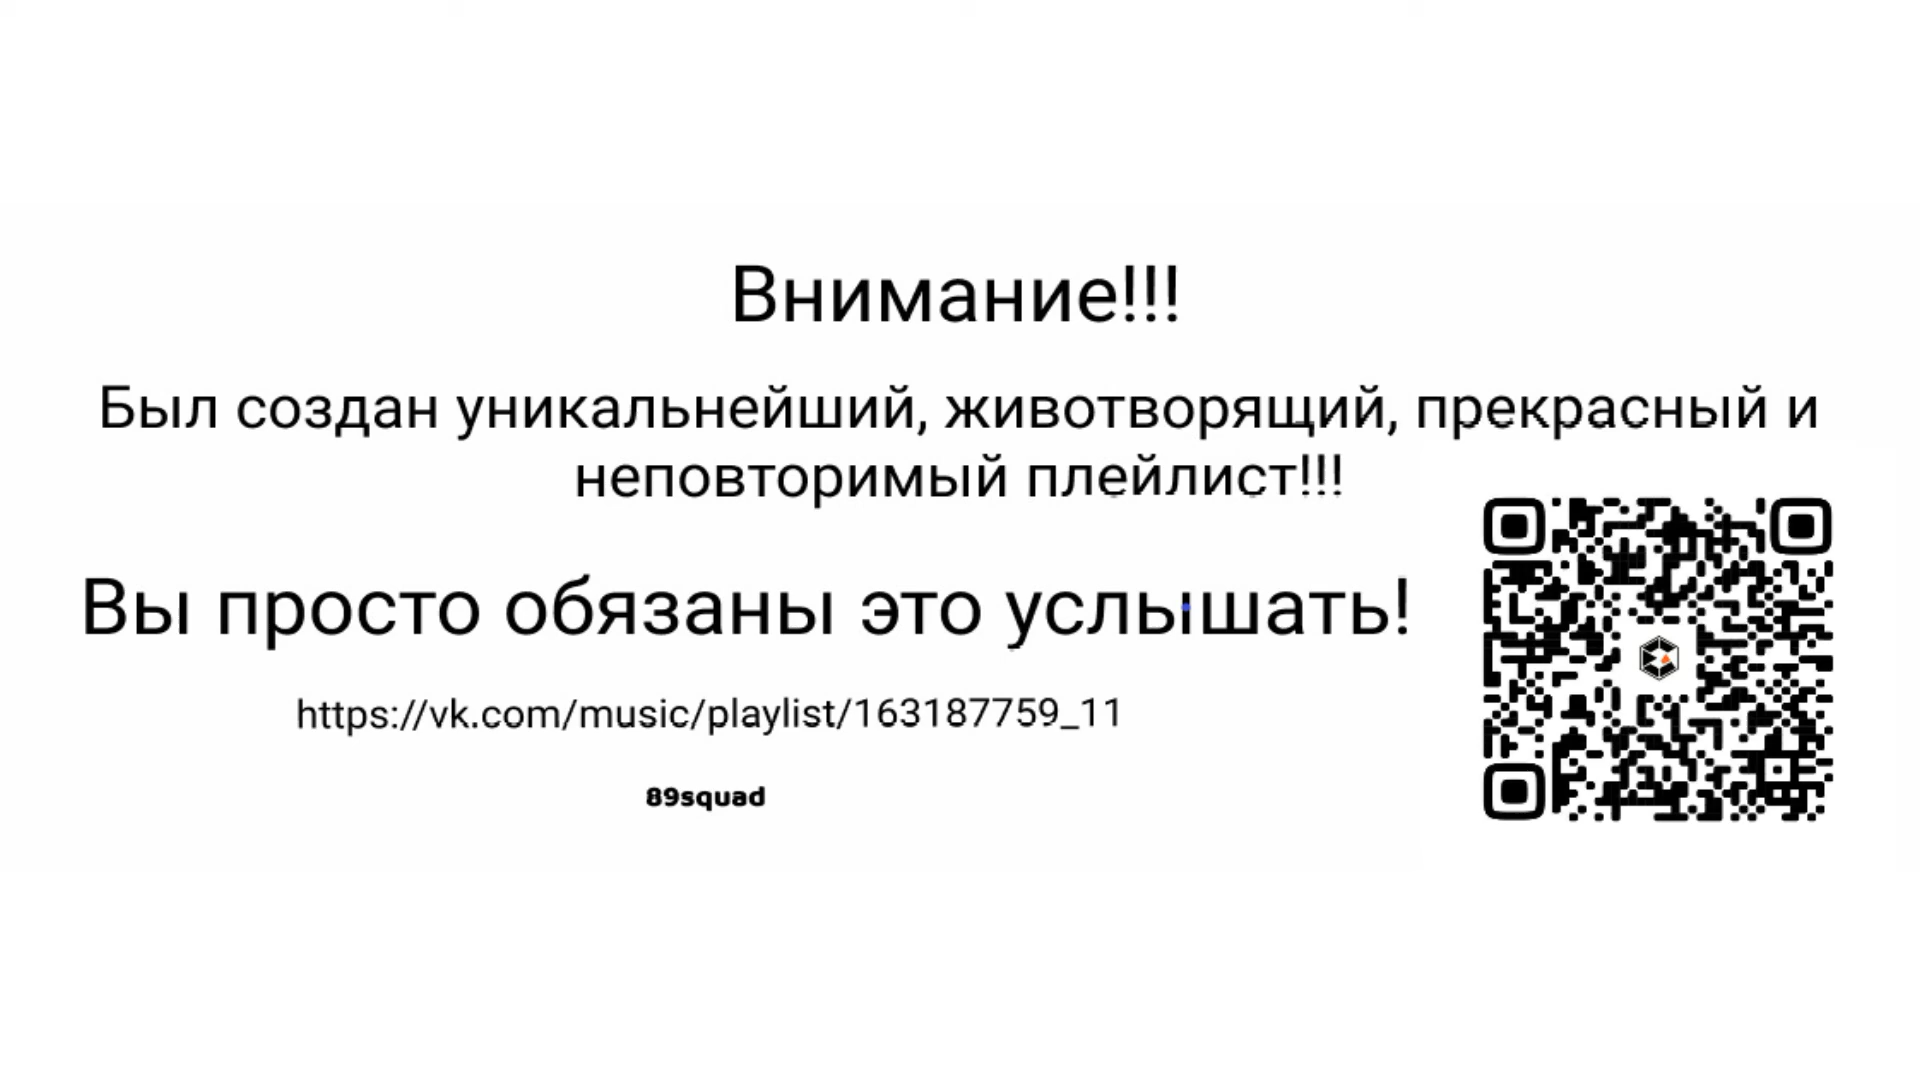 Внимание!!!
Был создан уникальнейший, животворящий, прекрасный и
неповторимый плейлист!!!
Вы просто обязаны это услышать!
https://vk.com/music/playlist/163187759_11
89squad